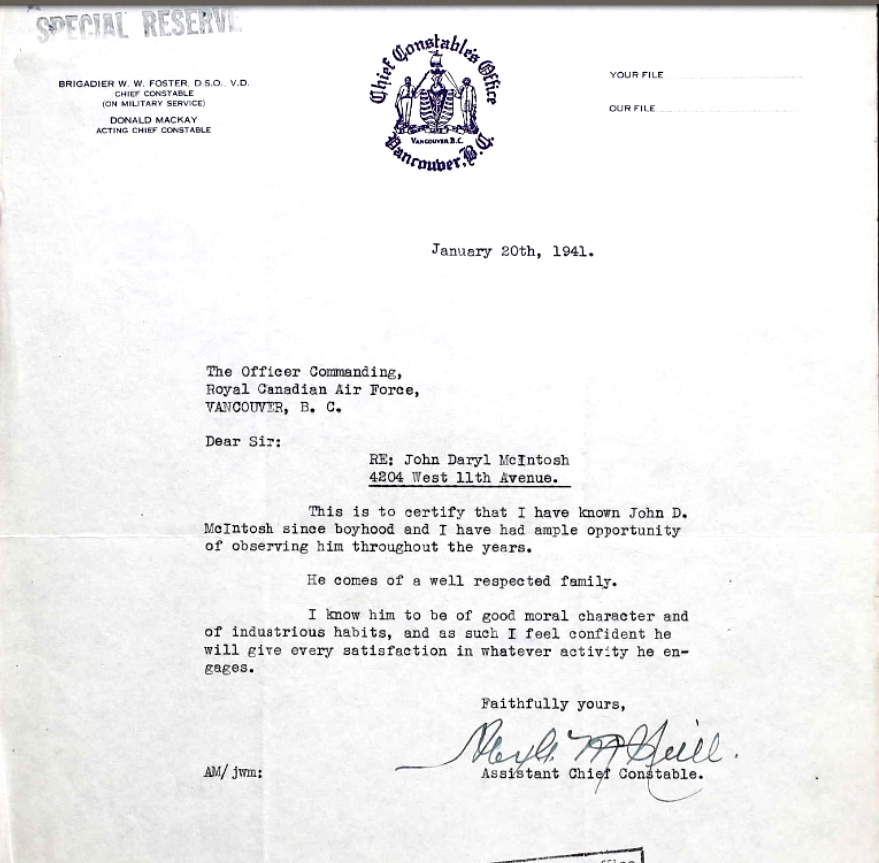 SPECIAL RESERVE
BRIGADIER W. W. FOSTER, D.S.O., V.D.
CHIEF CONSTABLE
(ON MILITARY SERVICE)
DONALD MACKAY
ACTING CHIEF CONSTABLE
Chief Constable's Office
VANCOUVER B.C.
Vancouver, B.C.
YOUR FILE
OUR FILE
January 20th, 1941.
The Officer Commanding,
Royal Canadian Air Force,
VANCOUVER, B. C.
Dear Sir:
RE: John Daryl McIntosh
4204 West 11th Avenue.
This is to certify that I have known John D.
McIntosh since boyhood and I have had ample opportunity
of observing him throughout the years.
He comes of a well respected family.
I know him to be of good moral character and
of industrious habits, and as such I feel confident he
will give every satisfaction in whatever activity he en-
gages.
Faithfully yours,
Assistant Chief Constable.
AM/jwm: